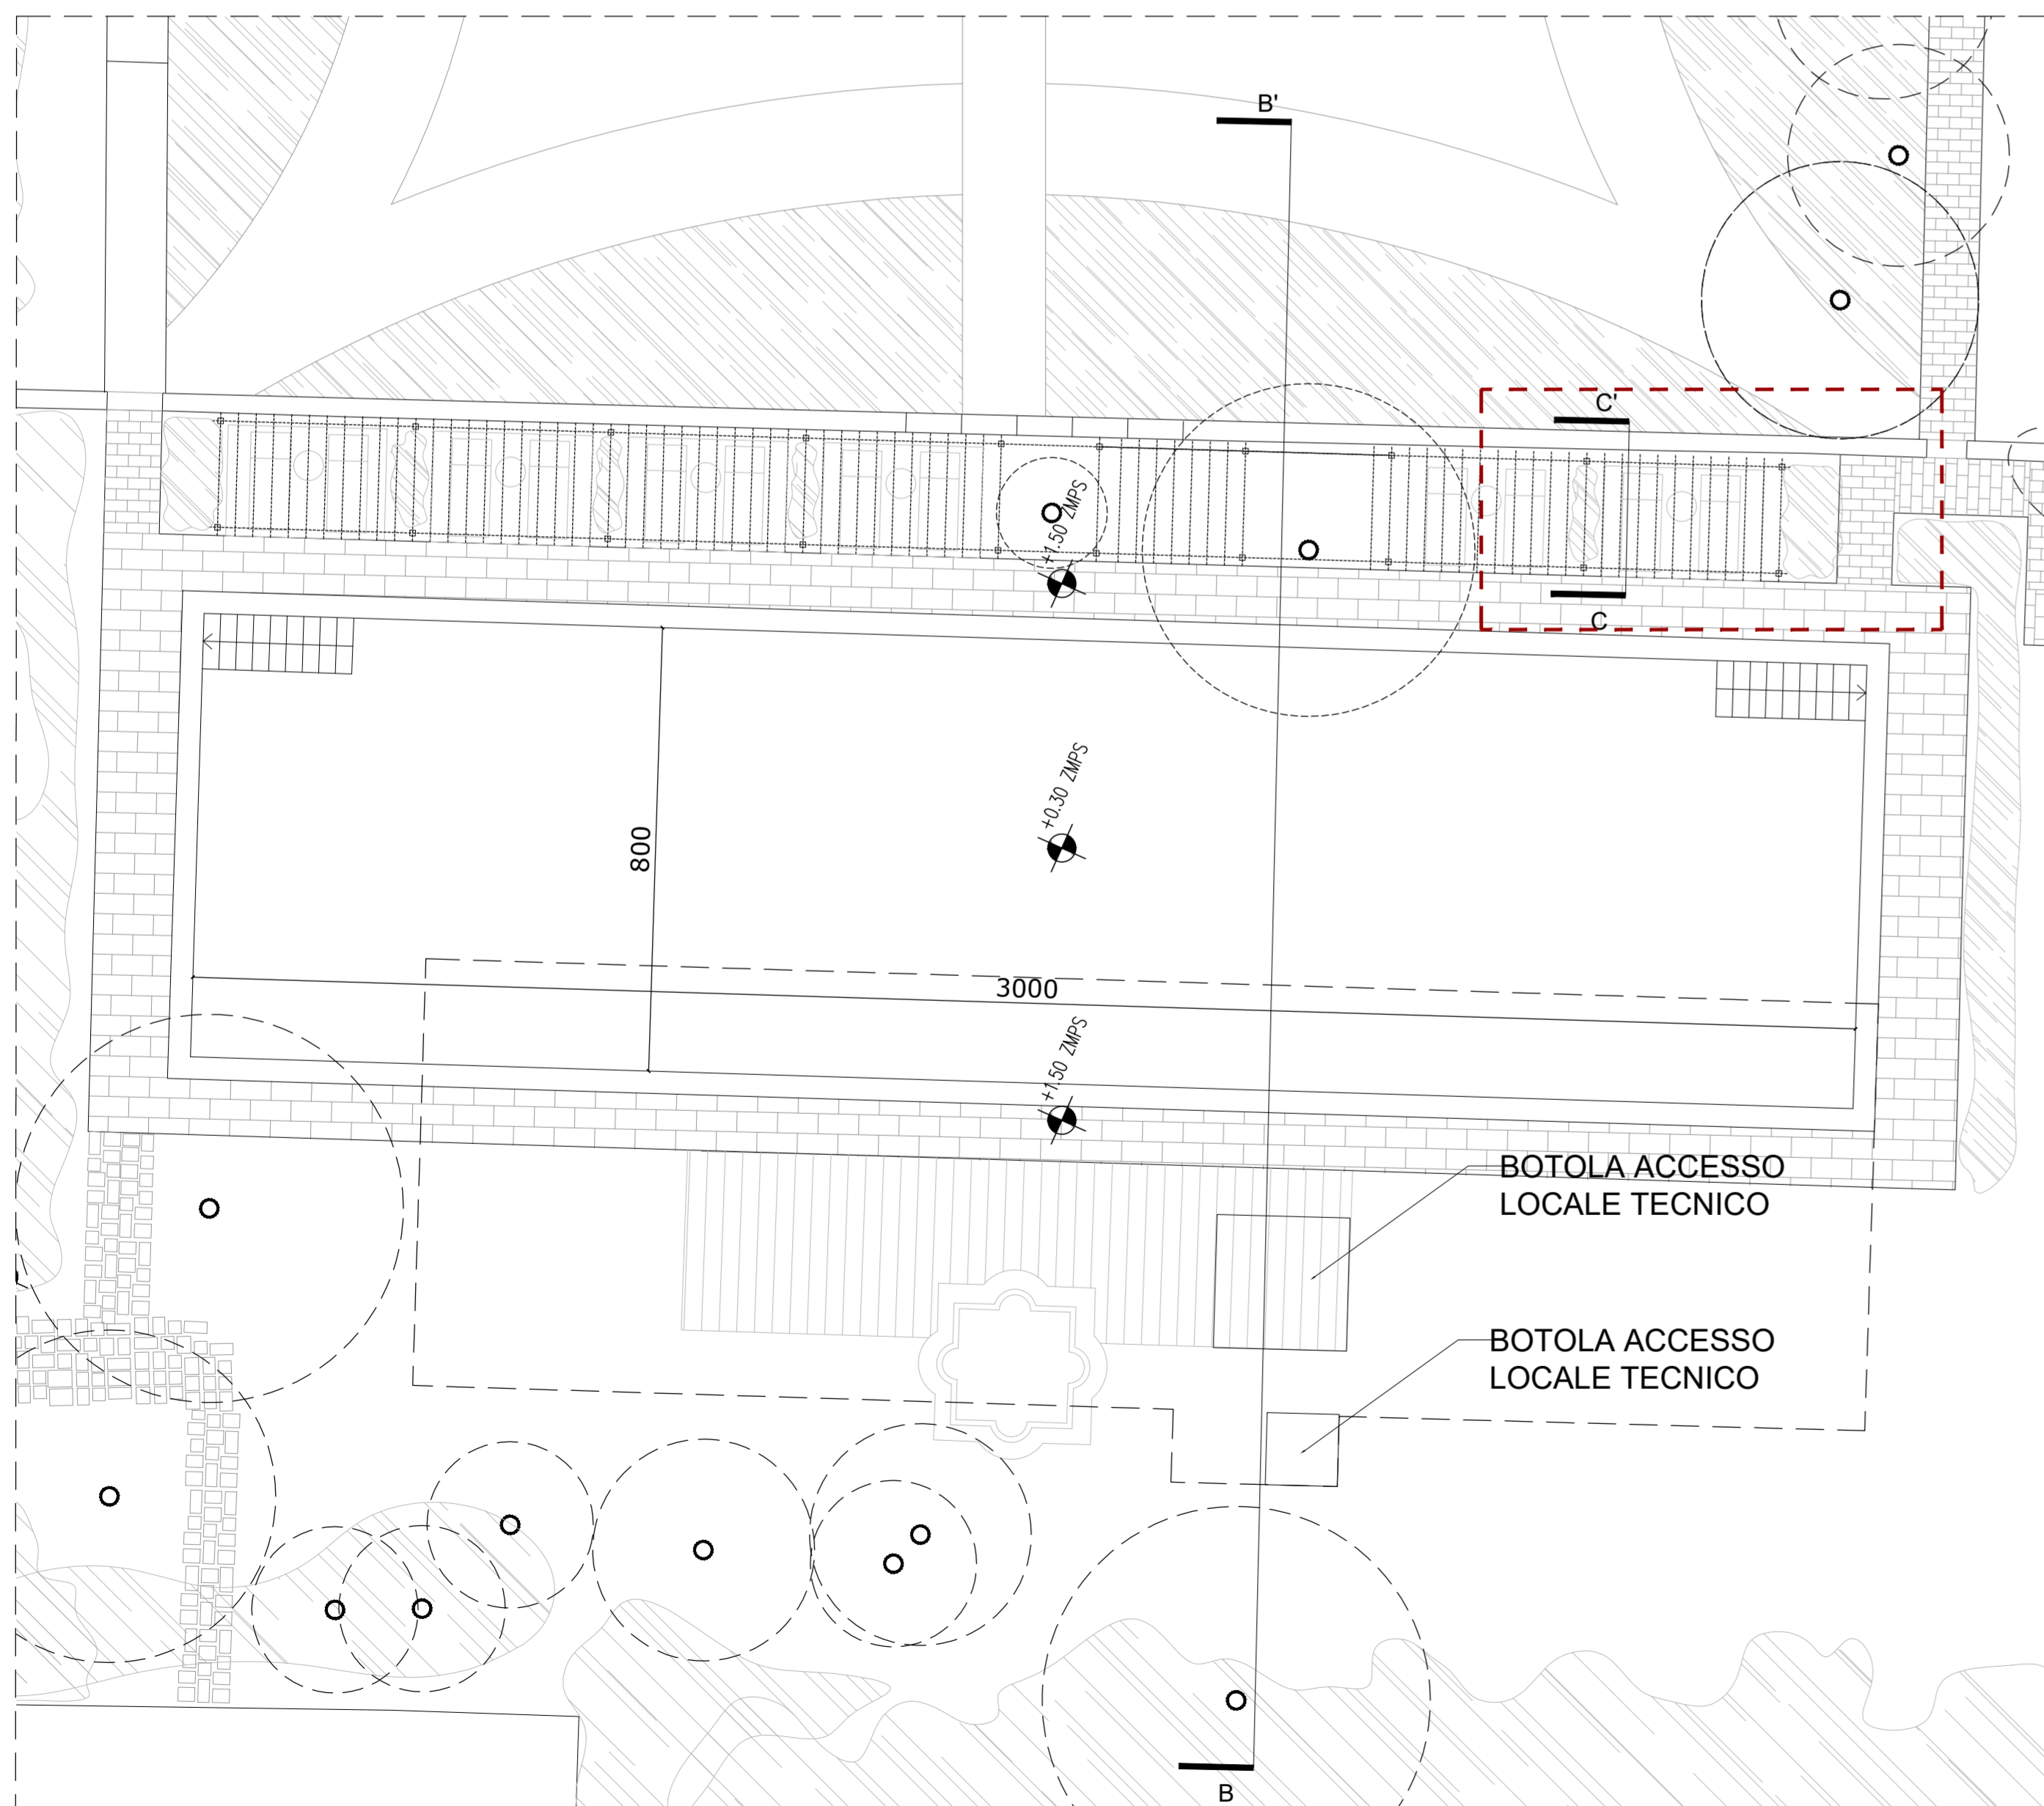 B'
C'
+1.50 ZMPS
C
+0.30 ZMPS
800
3000
+1.50 ZMPS
BOTOLA ACCESSO
LOCALE TECNICO
BOTOLA ACCESSO
LOCALE TECNICO
B